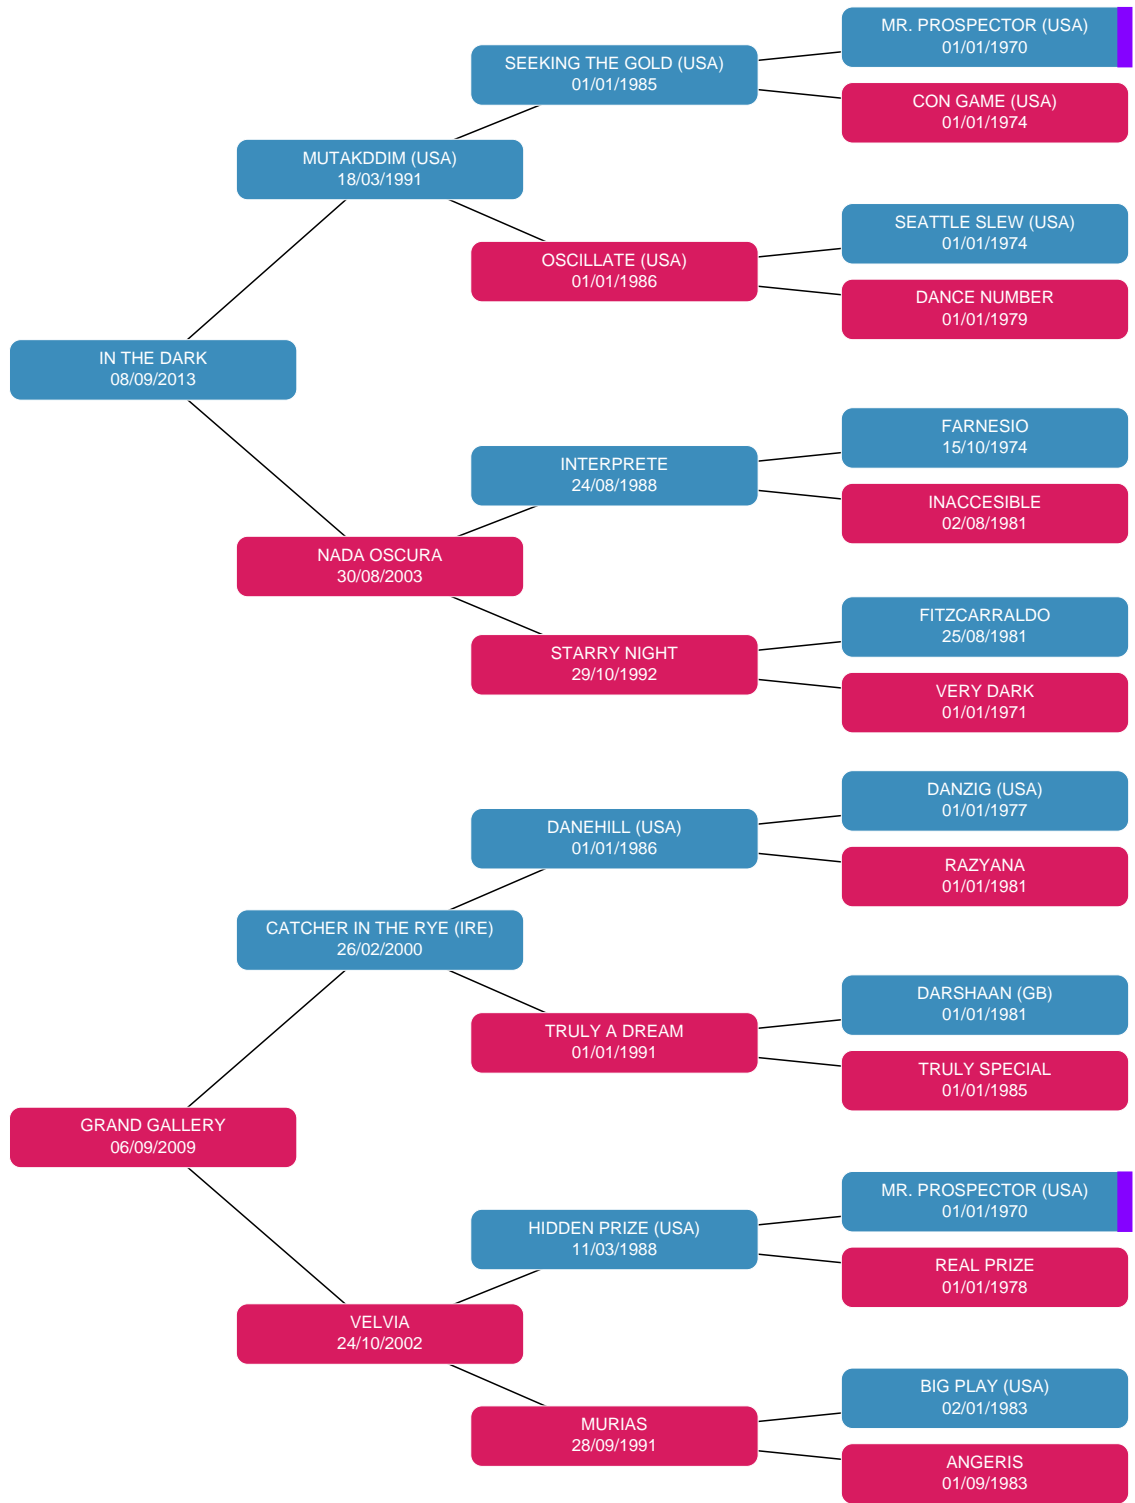 MR. PROSPECTOR (USA)
01/01/1970
SEEKING THE GOLD (USA)
01/01/1985
CON GAME (USA)
01/01/1974
MUTAKDDIM (USA)
18/03/1991
SEATTLE SLEW (USA)
01/01/1974
OSCILLATE (USA)
01/01/1986
DANCE NUMBER
01/01/1979
IN THE DARK
08/09/2013
FARNESIO
15/10/1974
INTERPRETE
24/08/1988
INACCESIBLE
02/08/1981
NADA OSCURA
30/08/2003
FITZCARRALDO
25/08/1981
STARRY NIGHT
29/10/1992
VERY DARK
01/01/1971
DANZIG (USA)
01/01/1977
DANEHILL (USA)
01/01/1986
RAZYANA
01/01/1981
CATCHER IN THE RYE (IRE)
26/02/2000
DARSHAAN (GB)
01/01/1981
TRULY A DREAM
01/01/1991
TRULY SPECIAL
01/01/1985
GRAND GALLERY
06/09/2009
MR. PROSPECTOR (USA)
01/01/1970
HIDDEN PRIZE (USA)
11/03/1988
REAL PRIZE
01/01/1978
VELVIA
24/10/2002
BIG PLAY (USA)
02/01/1983
MURIAS
28/09/1991
ANGERIS
01/09/1983